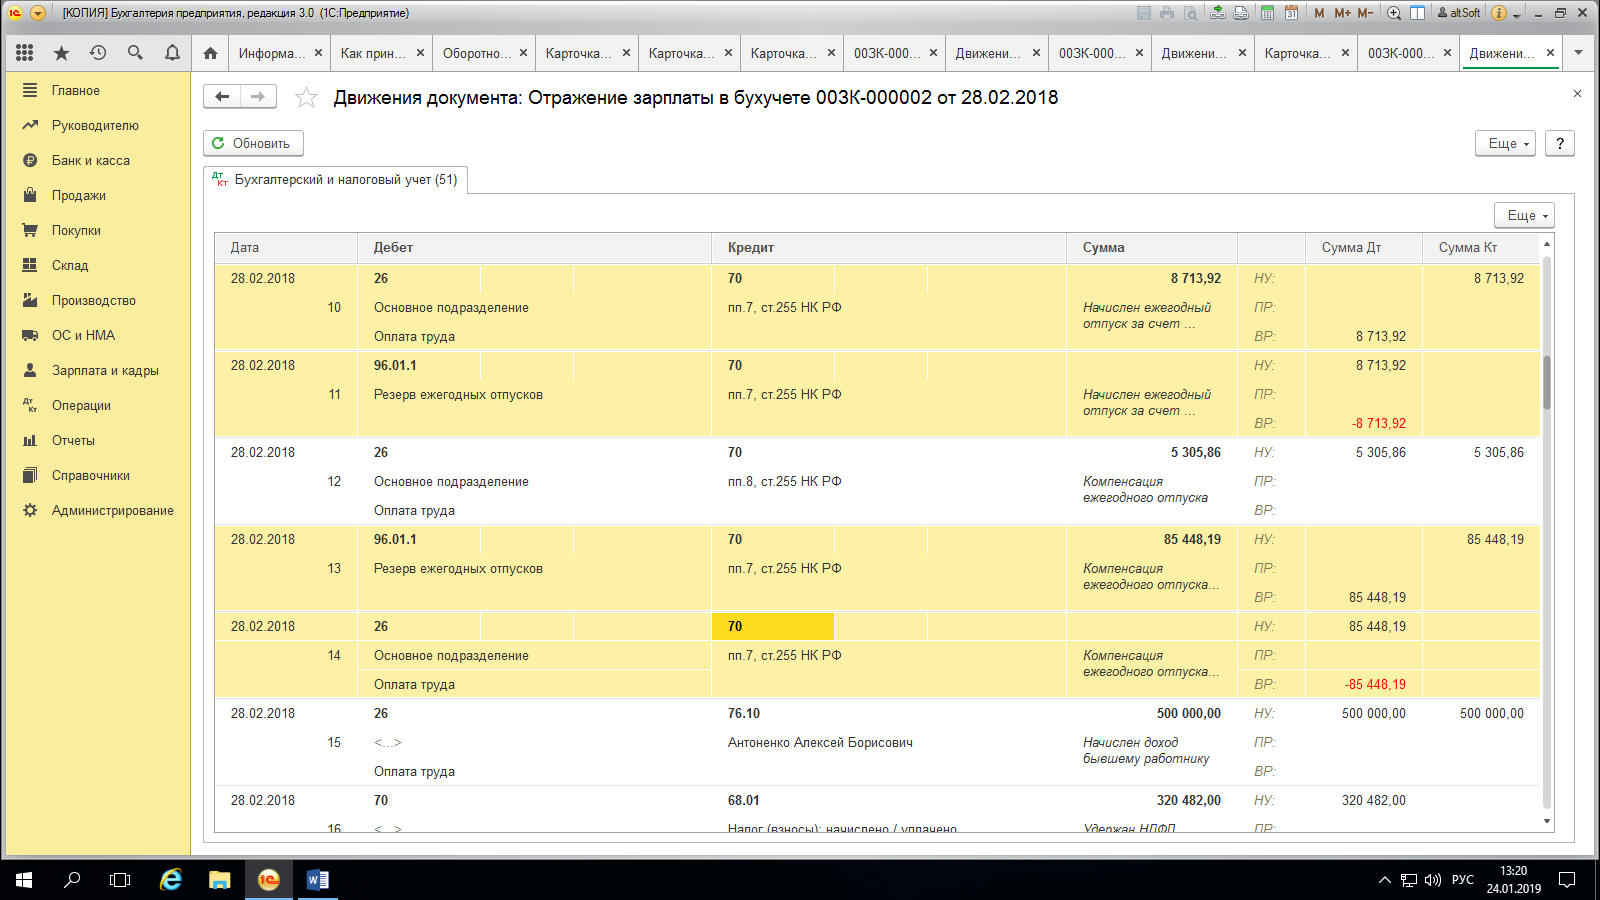 [КОПИЯ] Бухгалтерия предприятия, редакция 3.0 (1С:Предприятие)
M M+ M- altSoft
Информа... × Как прин... × Оборотно... × Карточка... × Карточка... × Карточка... × 00ЗК-000... × Движени... × 00ЗК-000... × Движени... × Карточка... × 00ЗК-000... × Движени... ×
Главное
Руководителю
Банк и касса
Продажи
Покупки
Склад
Производство
ОС и НМА
Зарплата и кадры
Операции
Отчеты
Справочники
Администрирование
Движения документа: Отражение зарплаты в бухучете 00ЗК-000002 от 28.02.2018
Обновить
Еще
?
Бухгалтерский и налоговый учет (51)
Еще
Дата Дебет Кредит Сумма Сумма Дт Сумма Кт
28.02.2018 26 70 8 713,92 НУ: 8 713,92
10 Основное подразделение пп.7, ст.255 НК РФ Начислен ежегодный отпуск за счет ... ПР:
Оплата труда ВР: 8 713,92
28.02.2018 96.01.1 70 НУ: 8 713,92
11 Резерв ежегодных отпусков пп.7, ст.255 НК РФ Начислен ежегодный отпуск за счет ... ПР:
ВР: -8 713,92
28.02.2018 26 70 5 305,86 НУ: 5 305,86 5 305,86
12 Основное подразделение пп.8, ст.255 НК РФ Компенсация ежегодного отпуска ПР:
Оплата труда ВР:
28.02.2018 96.01.1 70 85 448,19 НУ: 85 448,19
13 Резерв ежегодных отпусков пп.7, ст.255 НК РФ Компенсация ежегодного отпуска... ПР:
ВР: 85 448,19
28.02.2018 26 70 НУ: 85 448,19
14 Основное подразделение пп.7, ст.255 НК РФ Компенсация ежегодного отпуска... ПР:
Оплата труда ВР: -85 448,19
28.02.2018 26 76.10 500 000,00 НУ: 500 000,00 500 000,00
15 <...> Антоненко Алексей Борисович Начислен доход бывшему работнику ПР:
Оплата труда ВР:
28.02.2018 70 68.01 320 482,00 НУ: 320 482,00
16 <...> Налог (взносы): начислено / уплачено Удержан НДФЛ ПР:
РУС
13:20
24.01.2019